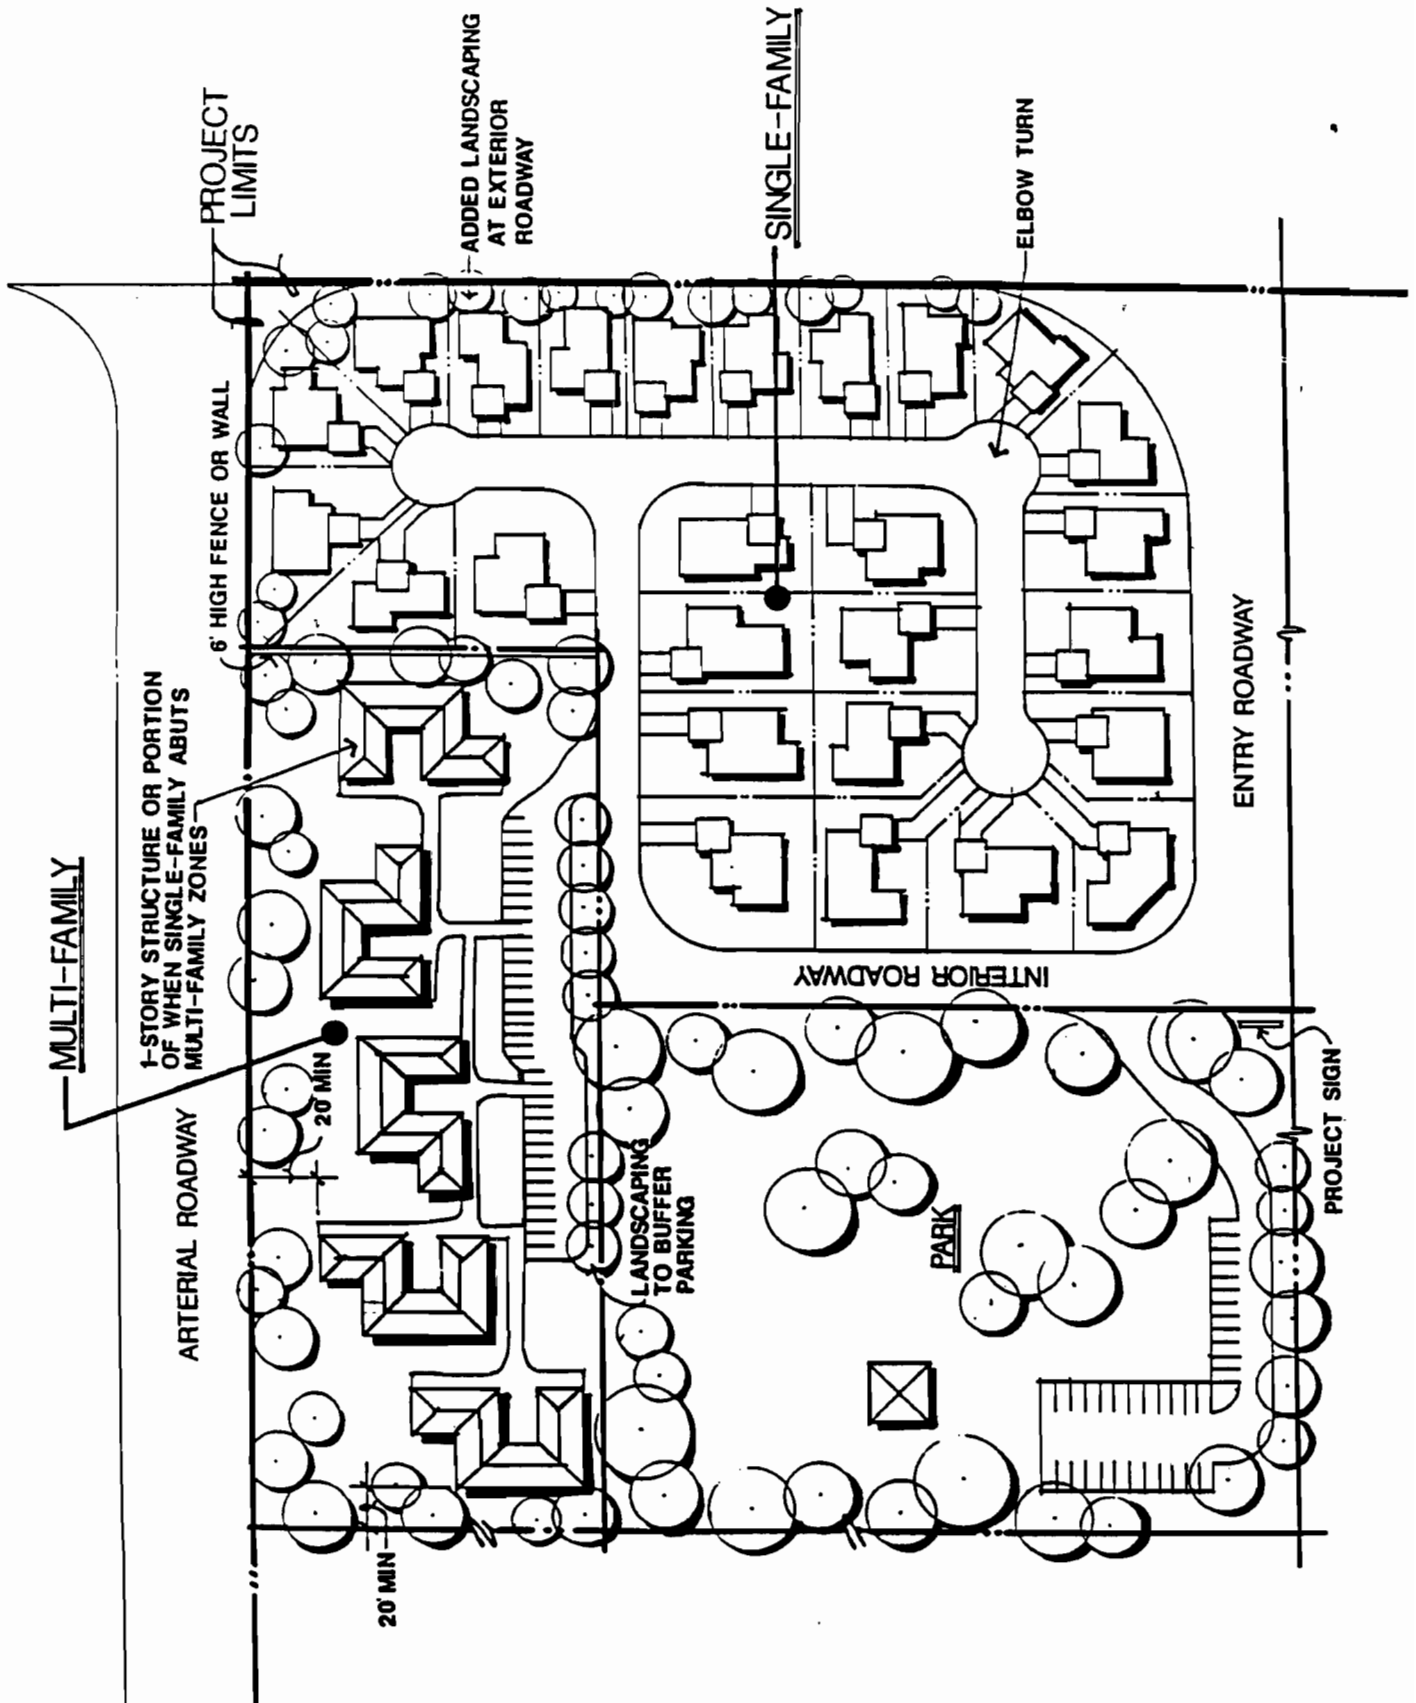 MULTI-FAMILY
1-STORY STRUCTURE OR PORTION
OF WHEN SINGLE-FAMILY ABUTS
MULTI-FAMILY ZONES
ARTERIAL ROADWAY
6' HIGH FENCE OR WALL
PROJECT
LIMITS
20' MIN
20' MIN
ADDED LANDSCAPING
AT EXTERIOR
ROADWAY
SINGLE-FAMILY
LANDSCAPING
TO BUFFER
PARKING
INTERIOR ROADWAY
PARK
ELBOW TURN
ENTRY ROADWAY
PROJECT SIGN